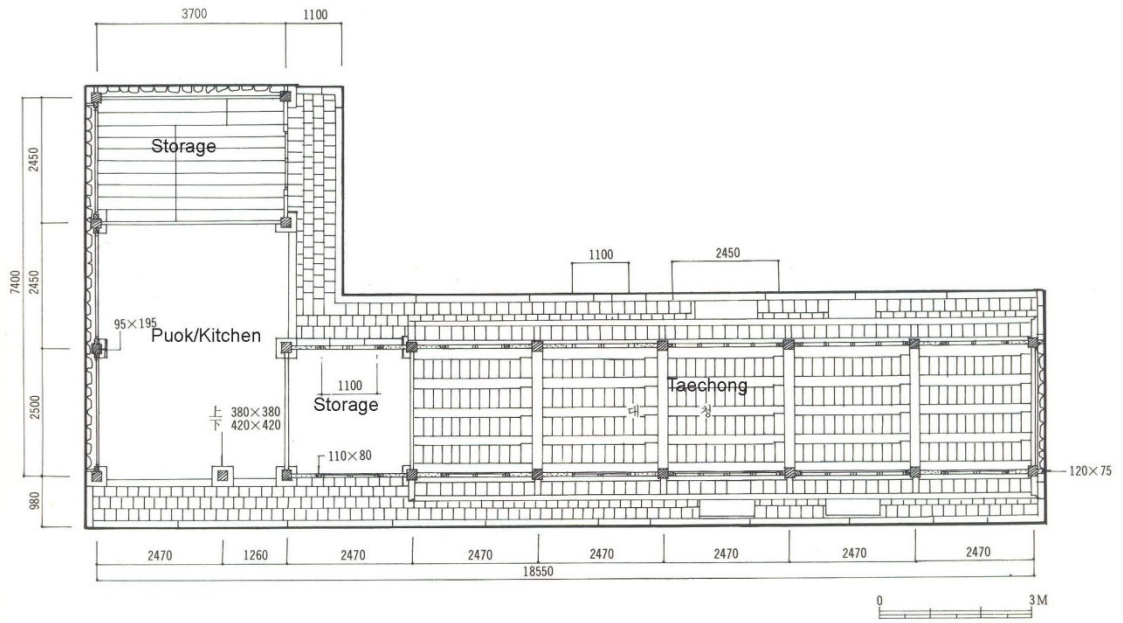 3700
1100
Storage
2450
1100
2450
7400
2450
95×195
Puok/Kitchen
1100
Taechong
2500
上 380×380
下 420×420
Storage
대 청
110×80
120×75
980
2470
1260
2470
2470
2470
2470
2470
2470
18550
0
3M